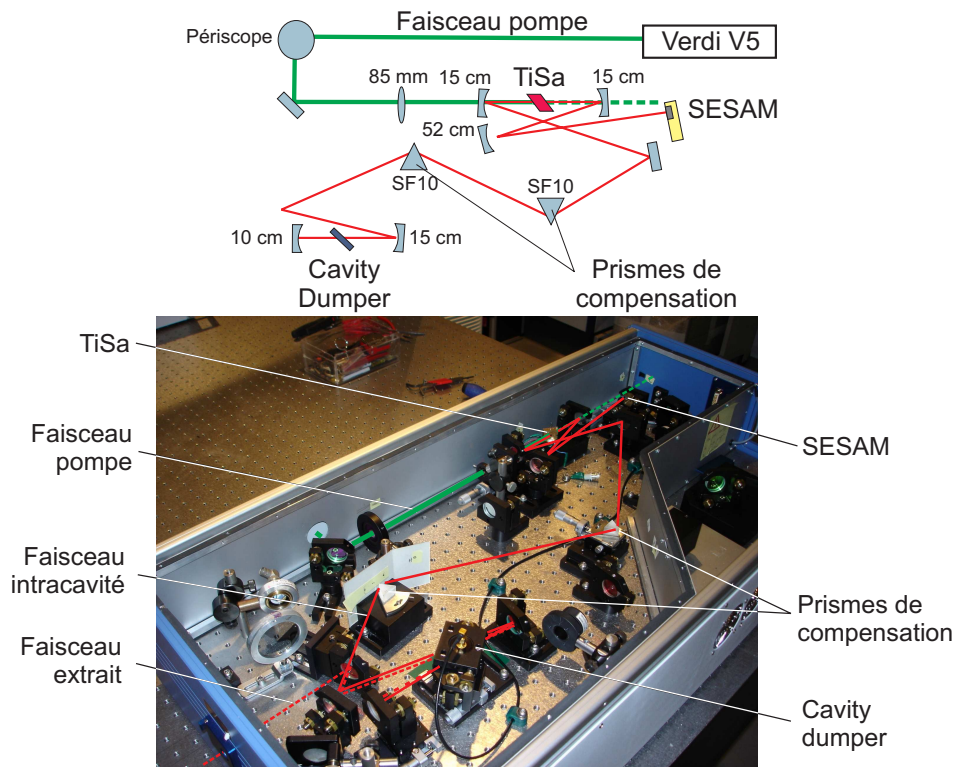 Faisceau pompe
Périscope
Verdi V5
85 mm
15 cm
TiSa
15 cm
SESAM
52 cm
SF10
SF10
10 cm
15 cm
Cavity
Dumper
Prismes de
compensation
TiSa
Faisceau
pompe
SESAM
Faisceau
intracavité
Prismes de
compensation
Faisceau
extrait
Cavity
dumper